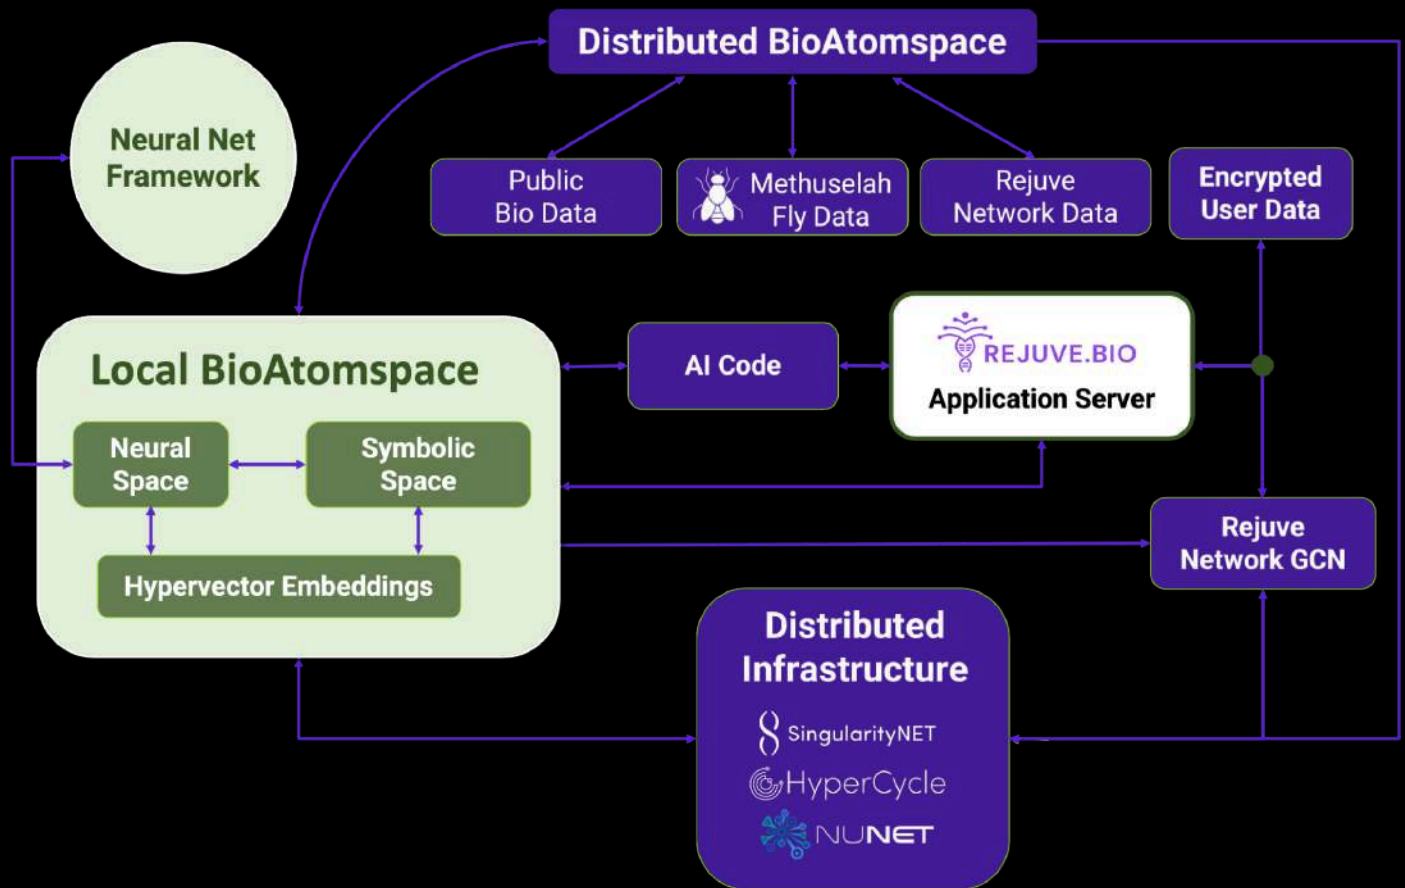 Distributed BioAtomspace
Neural Net
Framework
Public
Bio Data
Methuselah
Fly Data
Rejuve
Network Data
Encrypted
User Data
Local BioAtomspace
Neural
Space
Symbolic
Space
Hypervector Embeddings
AI Code
REJUVE.BIO
Application Server
Rejuve
Network GCN
Distributed
Infrastructure
SingularityNET
HyperCycle
NUNET